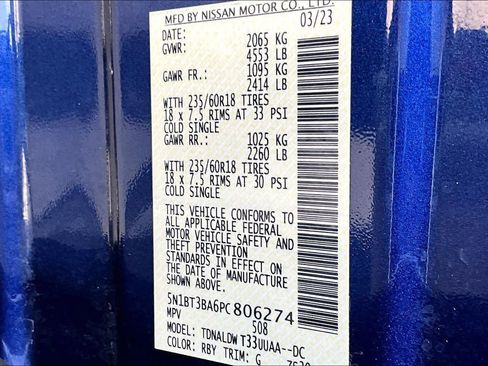 MFD BY NISSAN MOTOR CO., LTD.
DATE: 03/23
GVWR: 2065 KG
4553 LB
GAWR FR.: 1095 KG
2414 LB
WITH 235/60R18 TIRES
18 x 7.5 RIMS AT 33 PSI
COLD SINGLE
GAWR RR.: 1025 KG
2260 LB
WITH 235/60R18 TIRES
18 x 7.5 RIMS AT 30 PSI
COLD SINGLE
THIS VEHICLE CONFORMS TO
ALL APPLICABLE FEDERAL
MOTOR VEHICLE SAFETY AND
THEFT PREVENTION
STANDARDS IN EFFECT ON
THE DATE OF MANUFACTURE
SHOWN ABOVE.
5N1BT3BA6PC806274
MPV 508
MODEL: TDNALDWT33UUAA--DC
COLOR: RBY TRIM: G